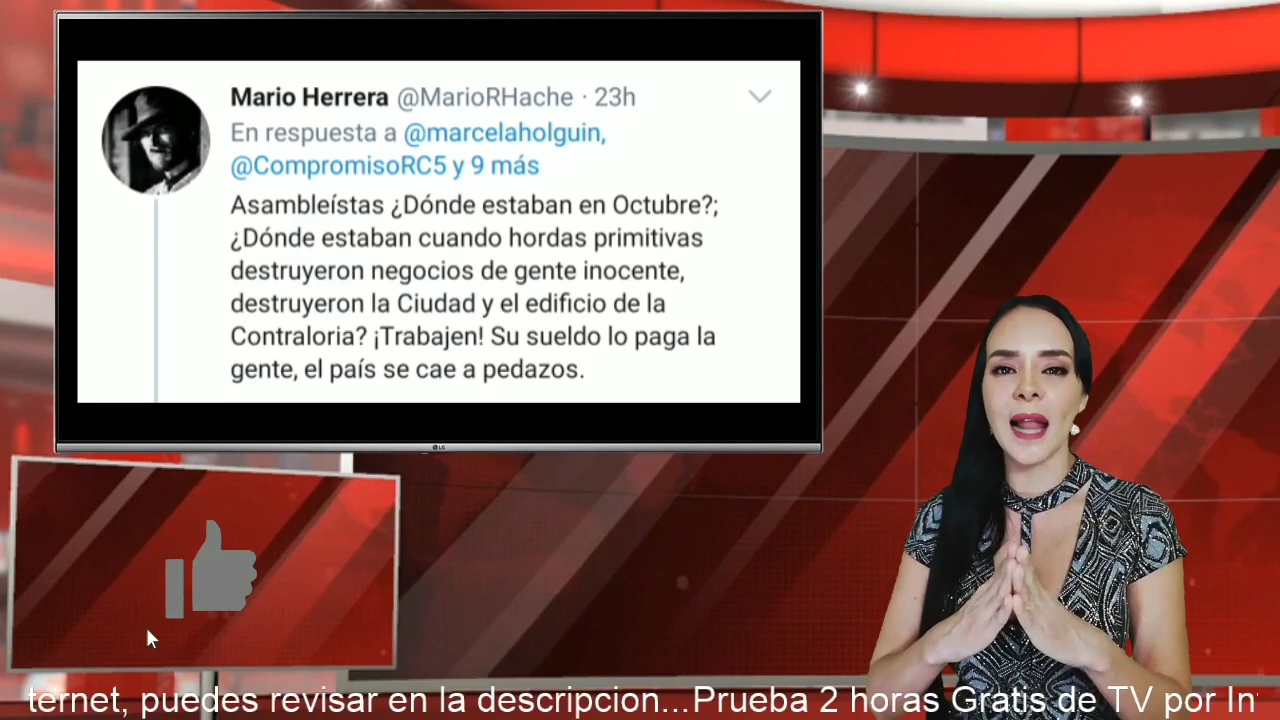 Mario Herrera @MarioRHache · 23h
En respuesta a @marcelaholguin,
@CompromisoRC5 y 9 más
Asambleístas ¿Dónde estaban en Octubre?;
¿Dónde estaban cuando hordas primitivas
destruyeron negocios de gente inocente,
destruyeron la Ciudad y el edificio de la
Contraloria? ¡Trabajen! Su sueldo lo paga la
gente, el país se cae a pedazos.
LG
ternet, puedes revisar en la descripcion...Prueba 2 horas Gratis de TV por In